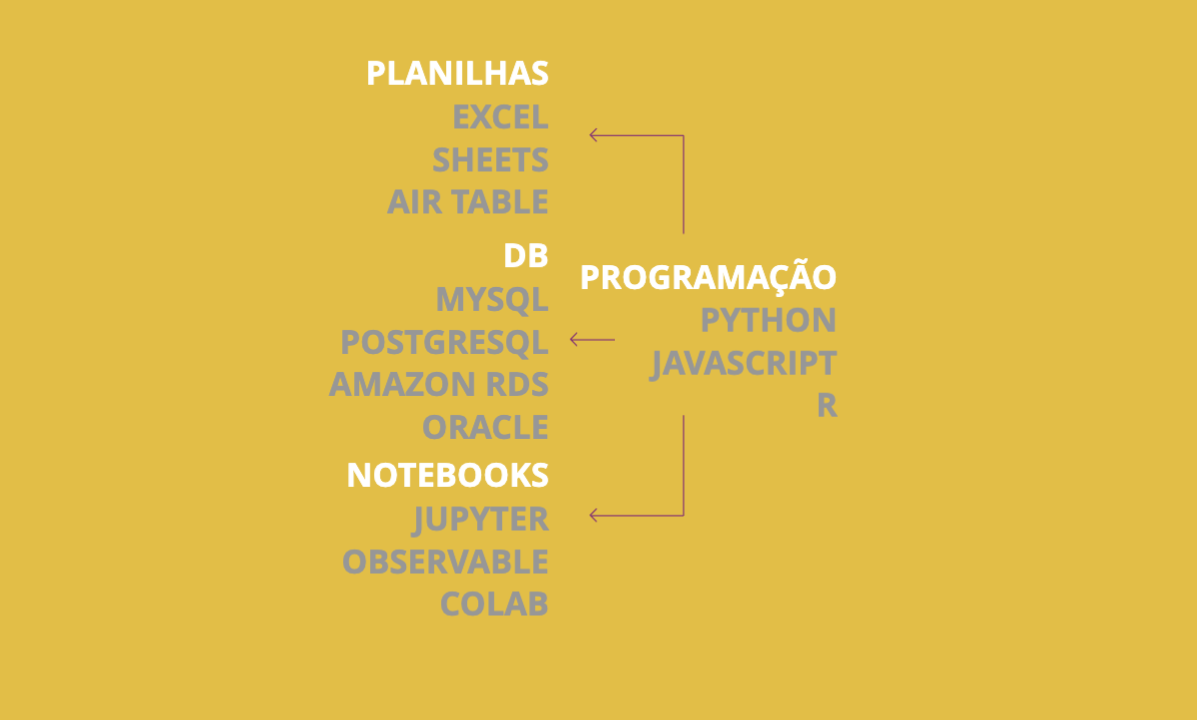 PLANILHAS
EXCEL
SHEETS
AIR TABLE
DB
MYSQL
POSTGRESQL
AMAZON RDS
ORACLE
NOTEBOOKS
JUPYTER
OBSERVABLE
COLAB
PROGRAMAÇÃO
PYTHON
JAVASCRIPT
R